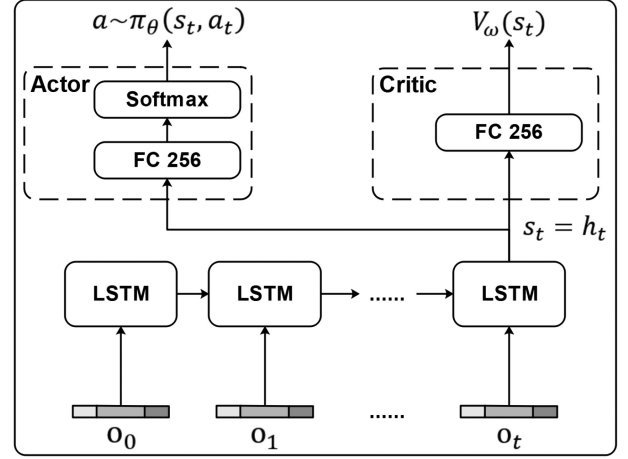 a~π_θ(s_t, a_t)
V_ω(s_t)
Actor
Softmax
FC 256
Critic
FC 256
s_t = h_t
LSTM
LSTM
......
LSTM
......
o_0
o_1
o_t